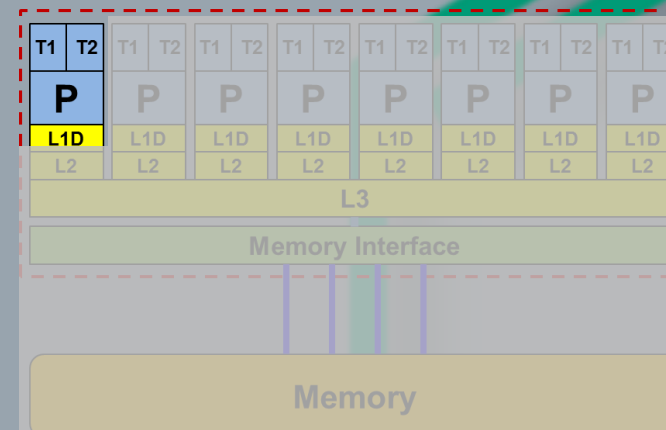 T1 T2 T1 T2 T1 T2 T1 T2 T1 T2 T1 T2 T1 T2 T1 T
P P P P P P P P
L1D L1D L1D L1D L1D L1D L1D L1D
L2 L2 L2 L2 L2 L2 L2 L2
L3
Memory Interface
Memory